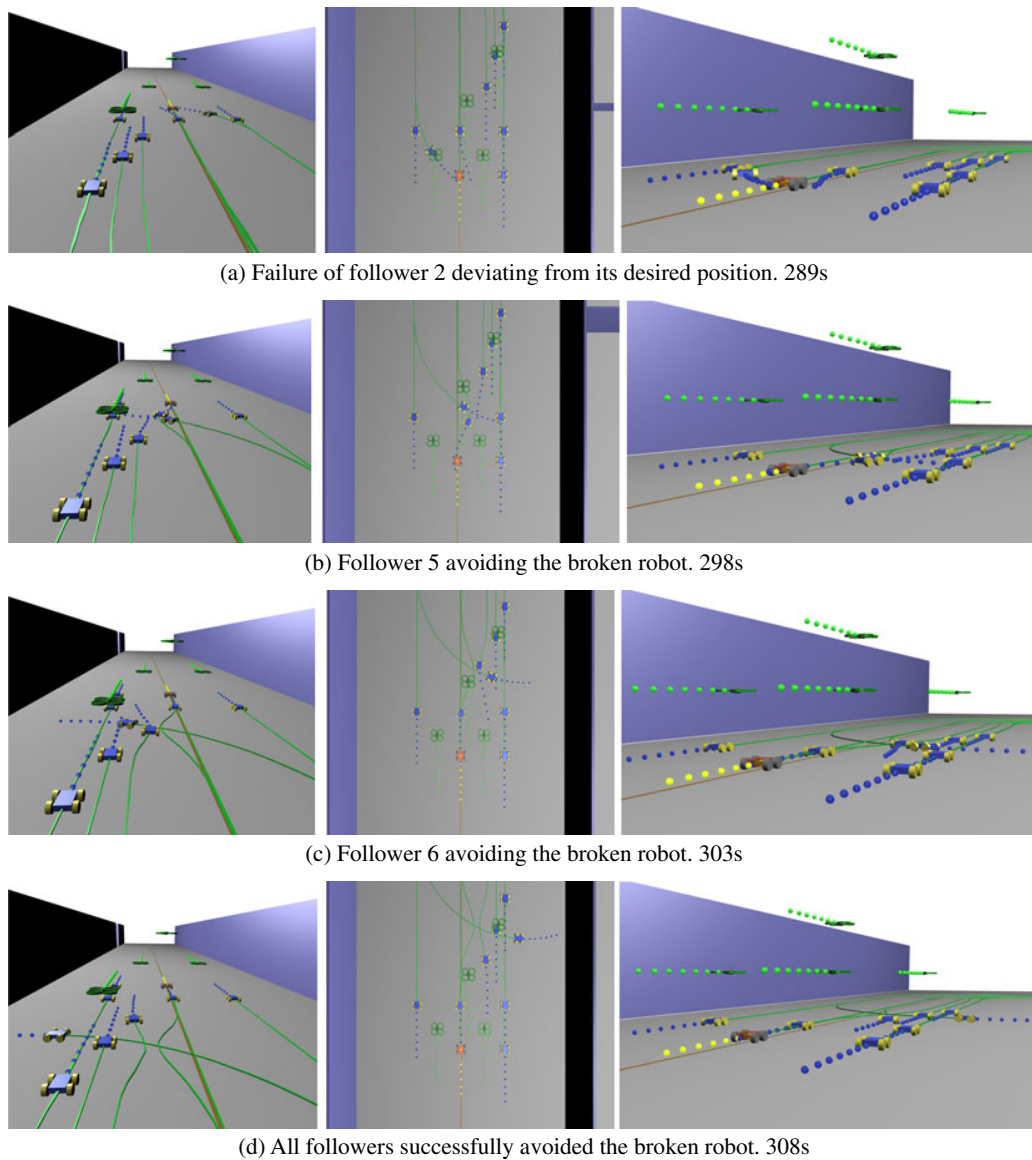 (a) Failure of follower 2 deviating from its desired position. 289s
(b) Follower 5 avoiding the broken robot. 298s
(c) Follower 6 avoiding the broken robot. 303s
(d) All followers successfully avoided the broken robot. 308s